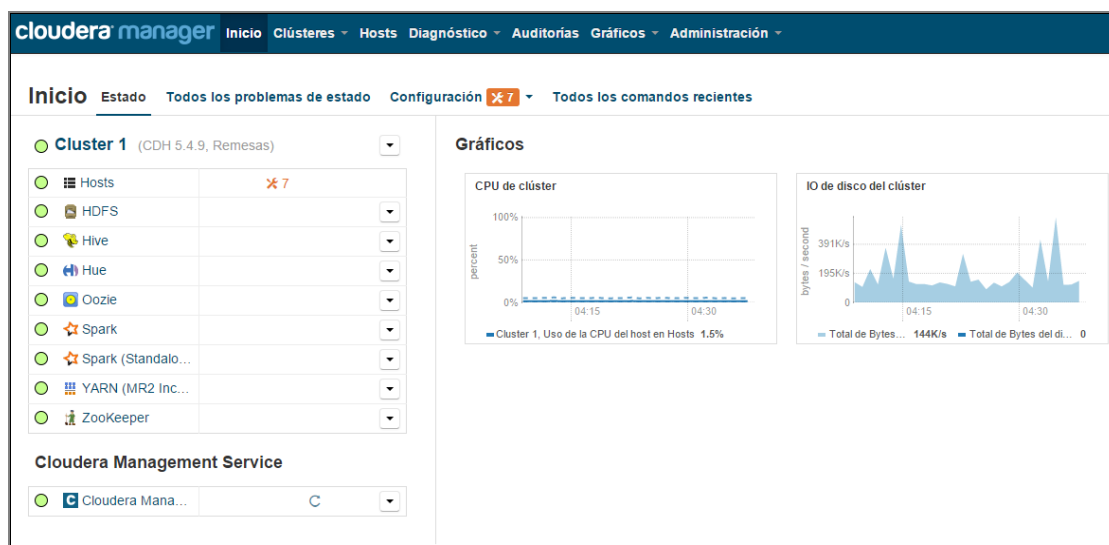 cloudera manager Inicio Clústeres Hosts Diagnóstico Auditorías Gráficos Administración
Inicio Estado Todos los problemas de estado Configuración 7 Todos los comandos recientes
Cluster 1 (CDH 5.4.9, Remesas)
Hosts 7
HDFS
Hive
Hue
Oozie
Spark
Spark (Standalo...
YARN (MR2 Inc...
ZooKeeper
Cloudera Management Service
C Cloudera Mana...
Gráficos
CPU de clúster
percent
100%
50%
0%
04:15 04:30
Cluster 1, Uso de la CPU del host en Hosts 1.5%
IO de disco del clúster
bytes / second
391K/s
195K/s
0
04:15 04:30
Total de Bytes... 144K/s Total de Bytes del di... 0